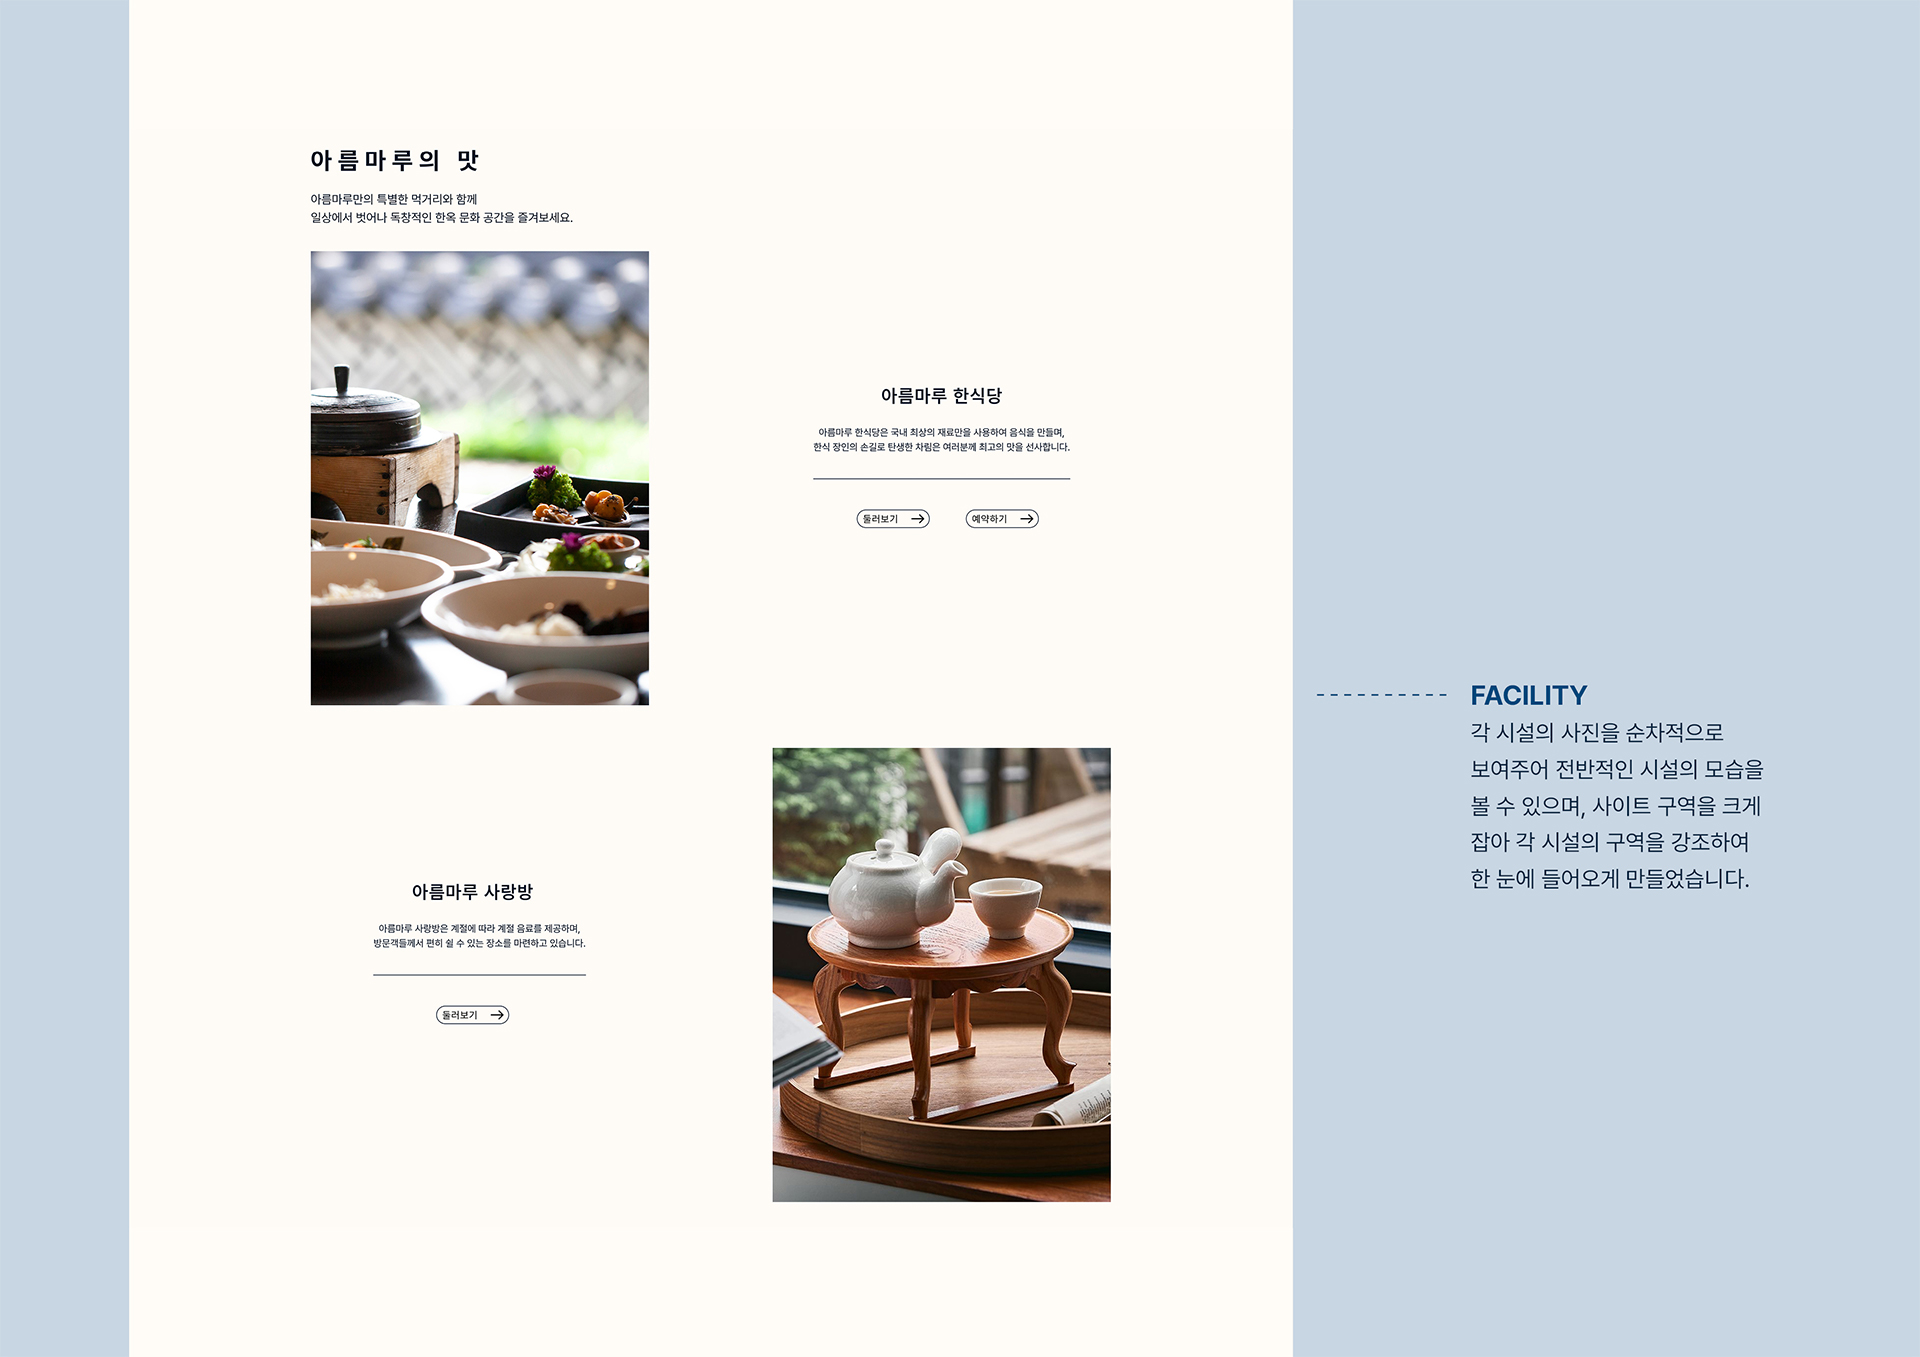 아름마루의 맛
아름마루만의 특별한 먹거리와 함께
일상에서 벗어나 독창적인 한옥 문화 공간을 즐겨보세요.
아름마루 한식당
아름마루 한식당은 국내 최상의 재료만을 사용하여 음식을 만들며,
한식 장인의 손길로 탄생한 차림은 여러분께 최고의 맛을 선사합니다.
둘러보기
예약하기
아름마루 사랑방
아름마루 사랑방은 계절에 따라 계절 음료를 제공하며,
방문객들께서 편히 쉴 수 있는 장소를 마련하고 있습니다.
둘러보기
FACILITY
각 시설의 사진을 순차적으로
보여주어 전반적인 시설의 모습을
볼 수 있으며, 사이트 구역을 크게
잡아 각 시설의 구역을 강조하여
한 눈에 들어오게 만들었습니다.